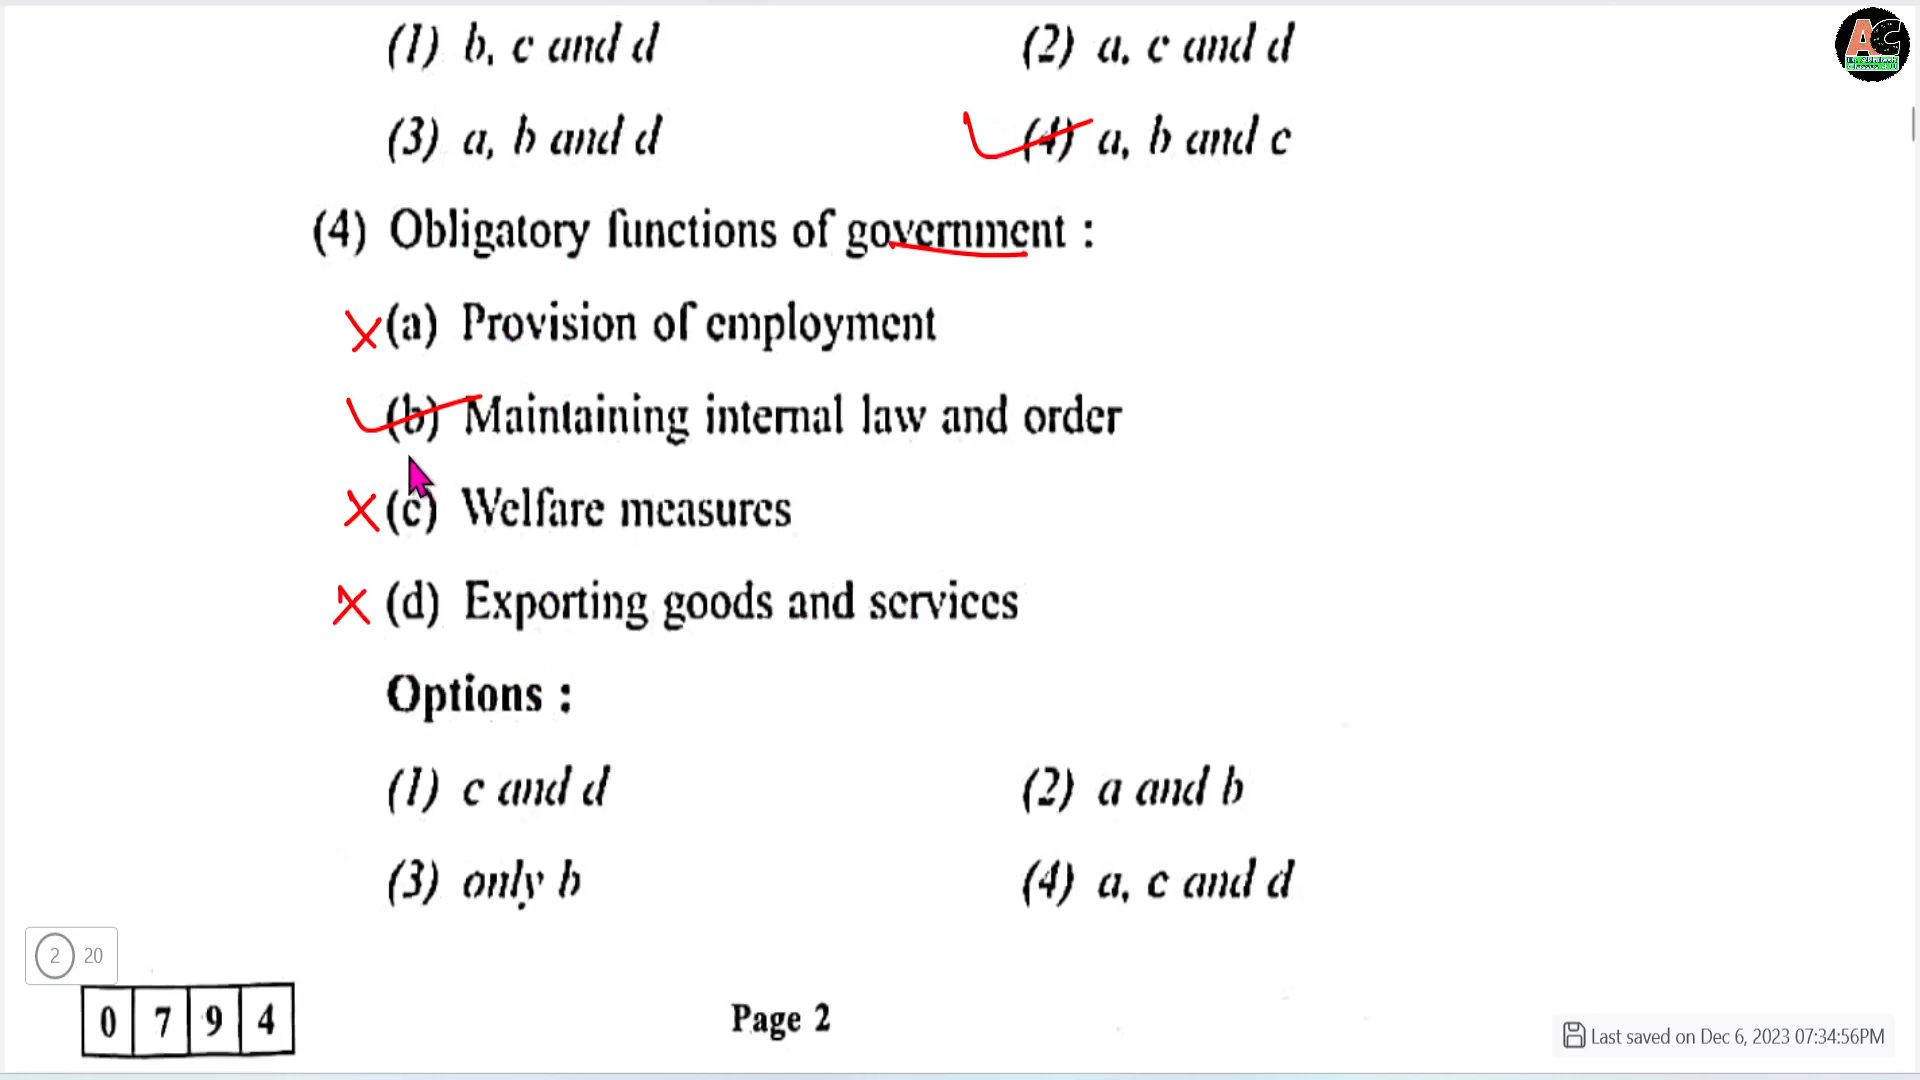 AC
(1) b, c and d (2) a, c and d
(3) a, b and d (4) a, b and c
(4) Obligatory functions of government :
(a) Provision of employment
(b) Maintaining internal law and order
(c) Welfare measures
(d) Exporting goods and services
Options :
(1) c and d (2) a and b
(3) only b (4) a, c and d
2 20
0 7 9 4 Page 2
Last saved on Dec 6, 2023 07:34:56PM